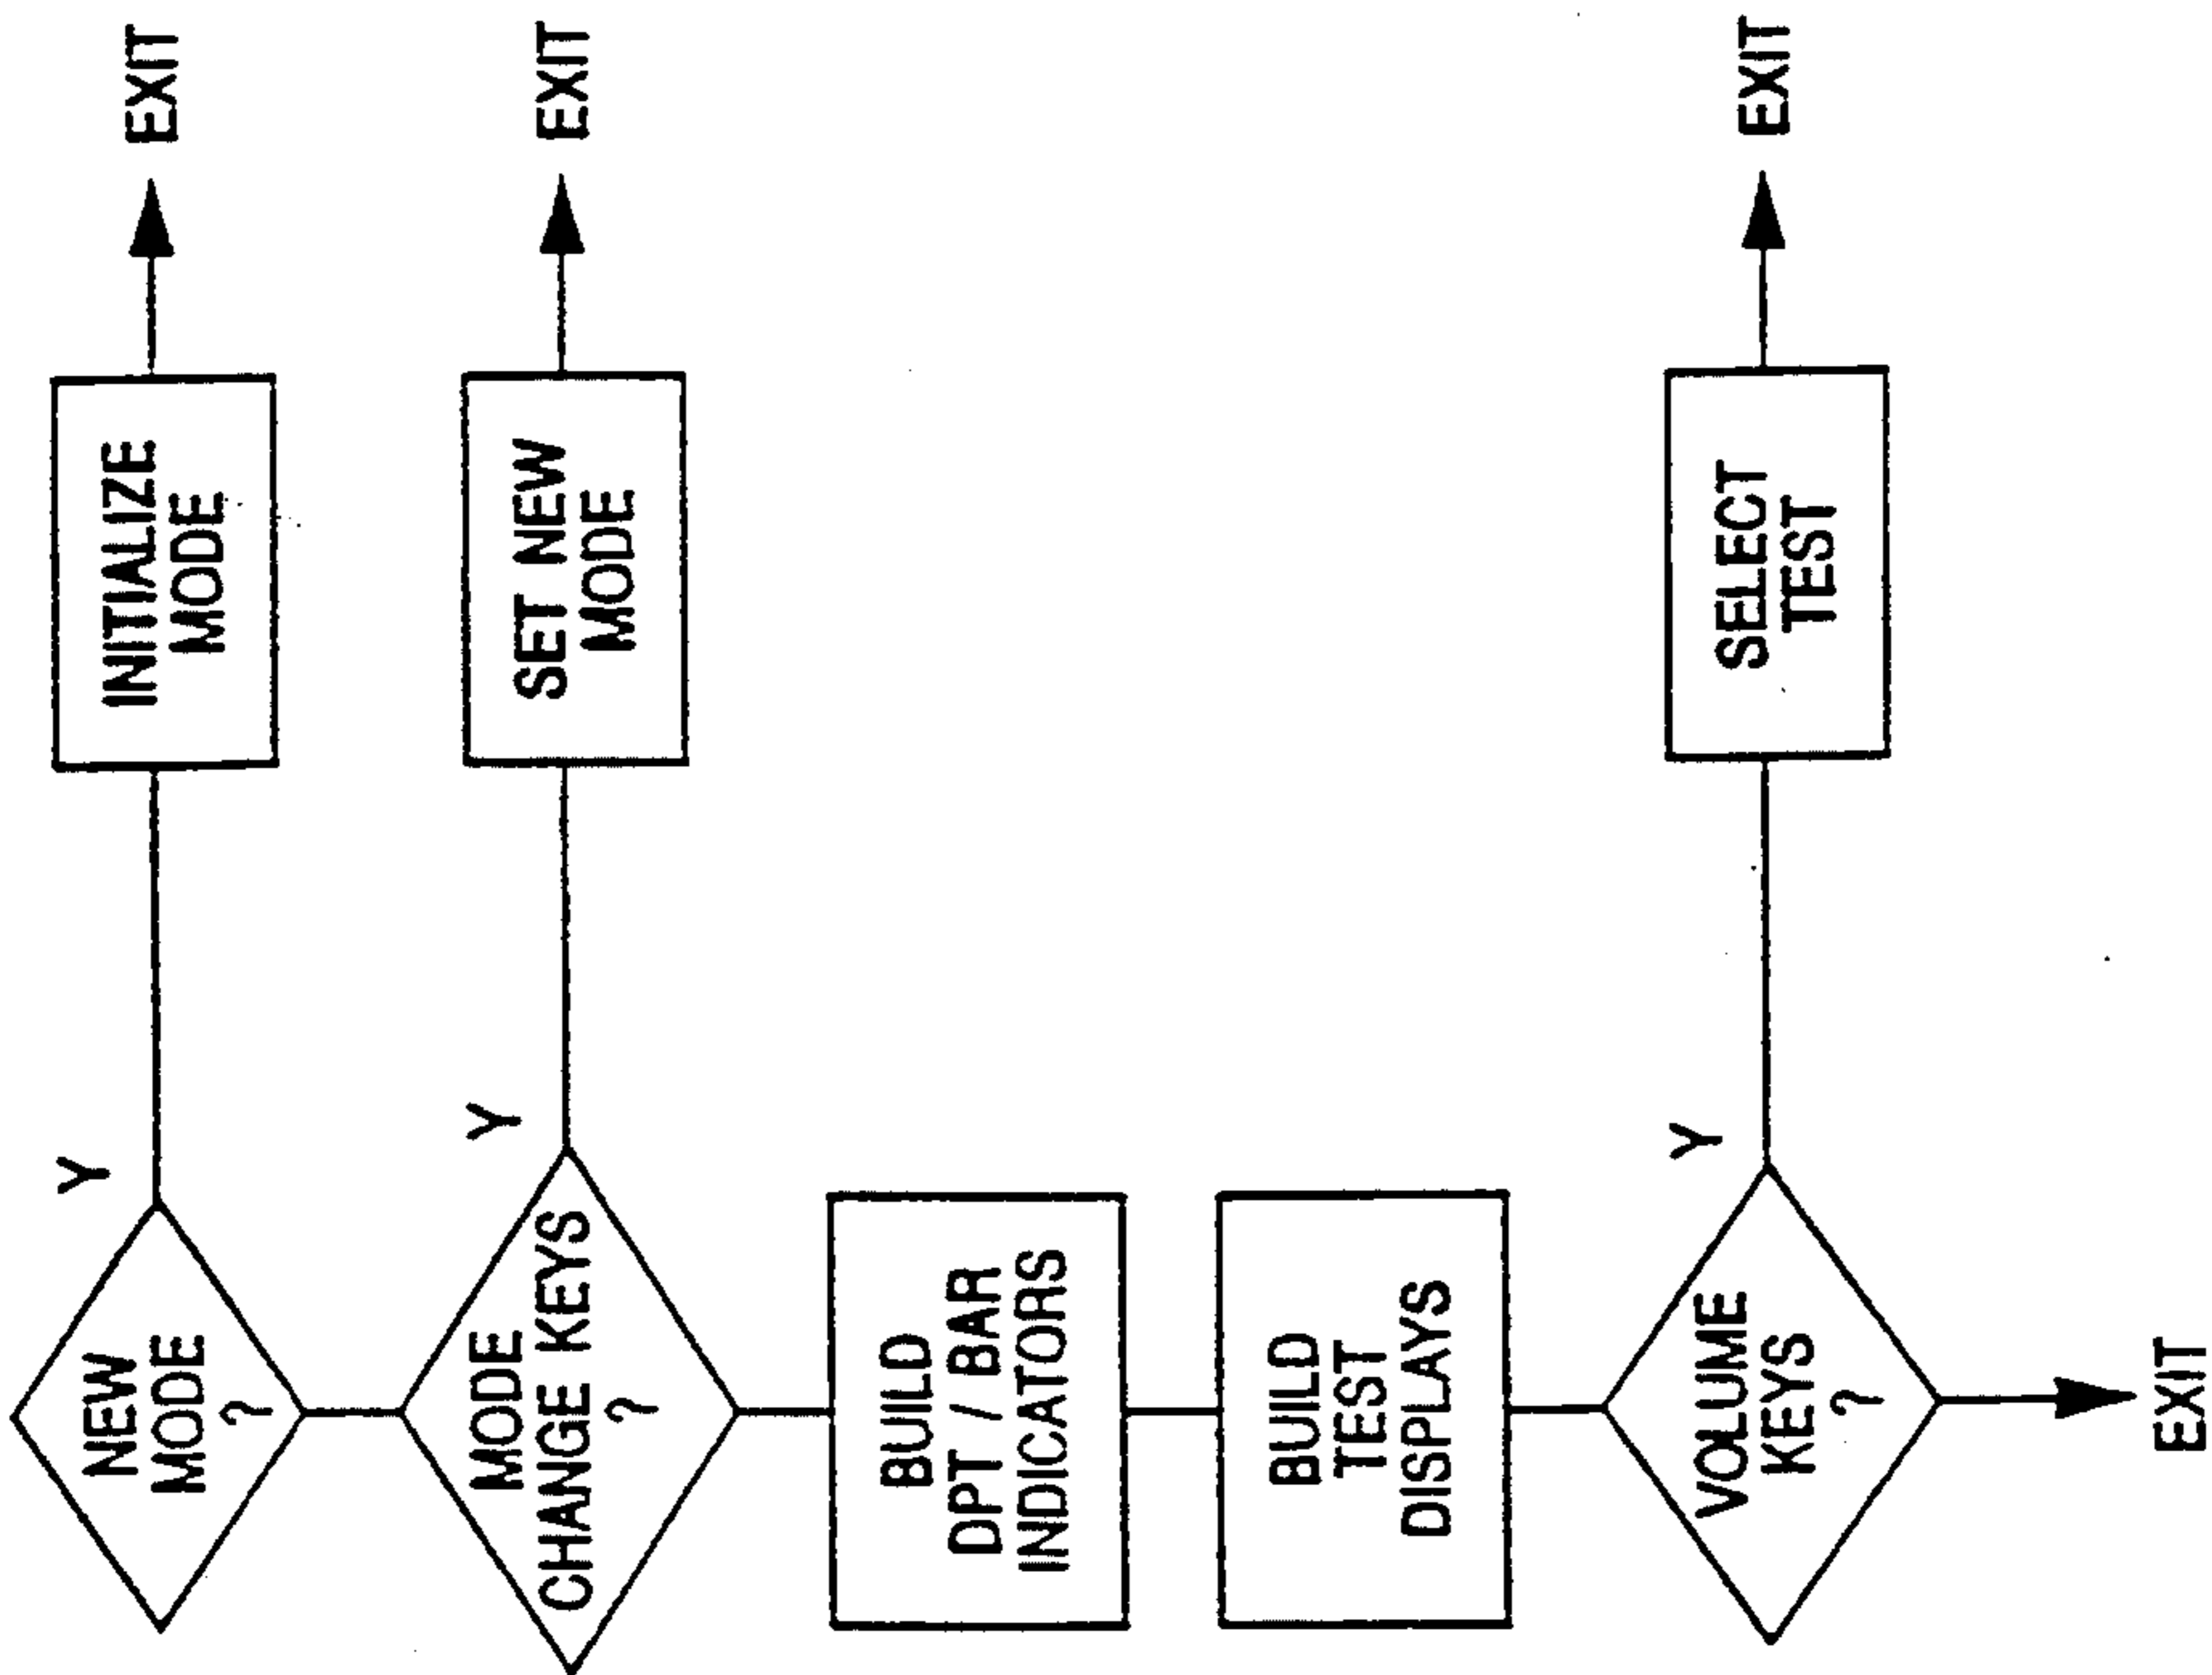 NEW
MODE
?
Y
INITIALIZE
MODE
EXIT
MODE
CHANGE KEYS
?
Y
SET NEW
MODE
EXIT
BUILD
DPT / BAR
INDICATORS
BUILD
TEST
DISPLAYS
VOLUME
KEYS
?
Y
SELECT
TEST
EXIT
EXIT